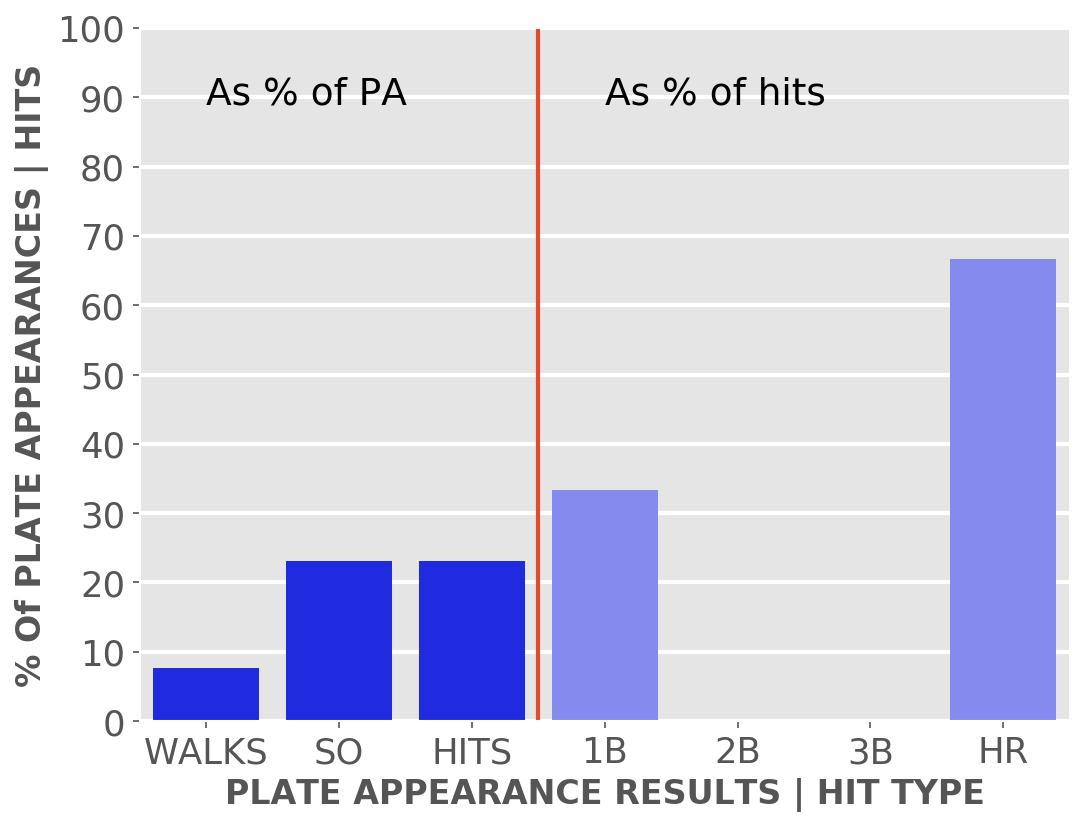 100
90
80
70
60
50
40
30
20
10
0
% Of PLATE APPEARANCES | HITS
As % of PA
As % of hits
WALKS SO HITS 1B 2B 3B HR
PLATE APPEARANCE RESULTS | HIT TYPE